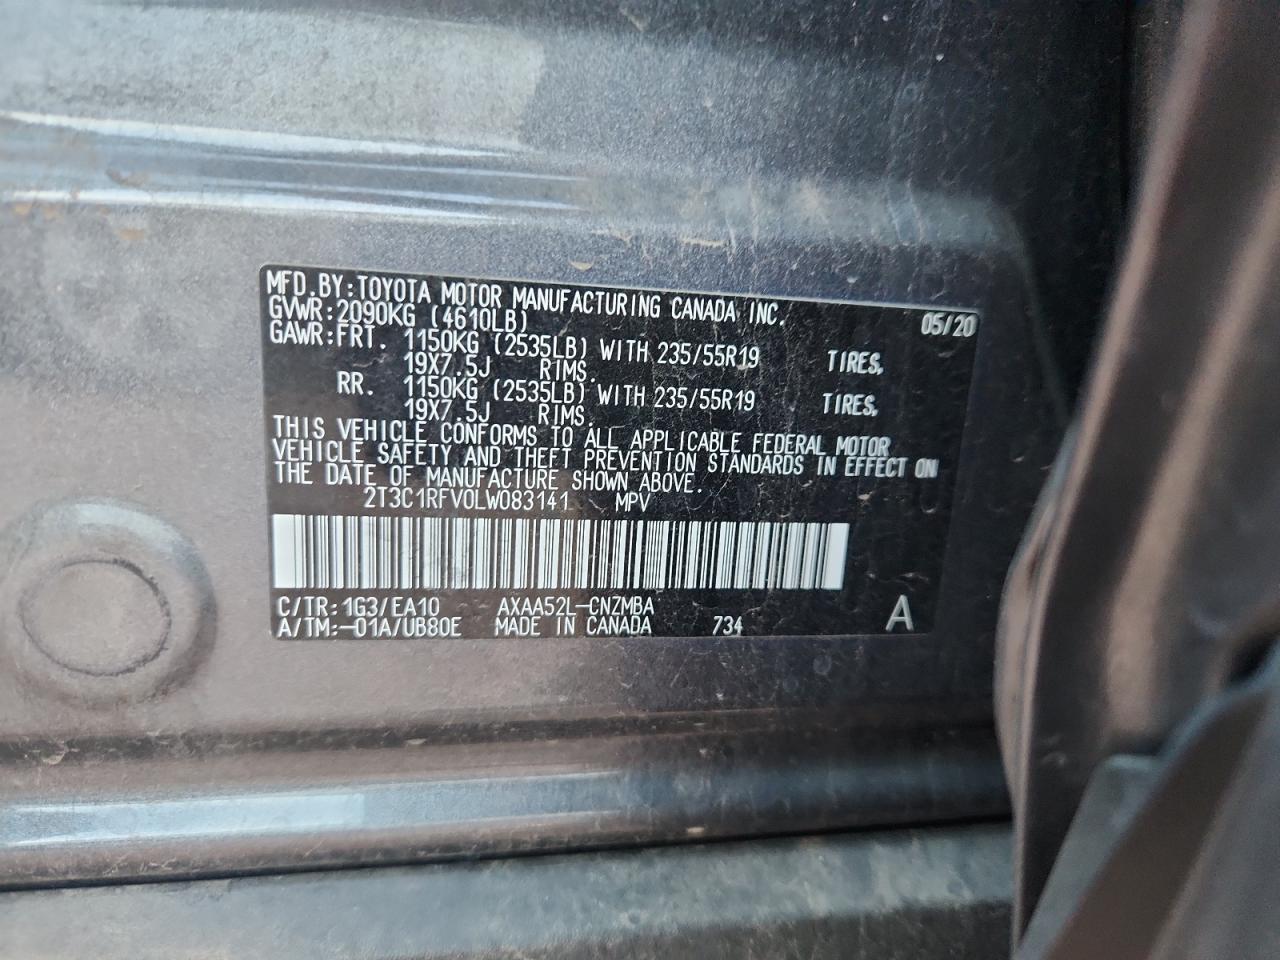 MFD.BY:TOYOTA MOTOR MANUFACTURING CANADA INC. 05/20
GVWR:2090KG (4610LB)
GAWR:FRT. 1150KG (2535LB) WITH 235/55R19 TIRES,
19X7.5J RIMS.
RR. 1150KG (2535LB) WITH 235/55R19 TIRES,
19X7.5J RIMS.
THIS VEHICLE CONFORMS TO ALL APPLICABLE FEDERAL MOTOR
VEHICLE SAFETY AND THEFT PREVENTION STANDARDS IN EFFECT ON
THE DATE OF MANUFACTURE SHOWN ABOVE.
2T3C1RFV0LW083141 MPV
C/TR:1G3/EA10 AXAA52L-CNZMBA A
A/TM:-01A/UB80E MADE IN CANADA 734